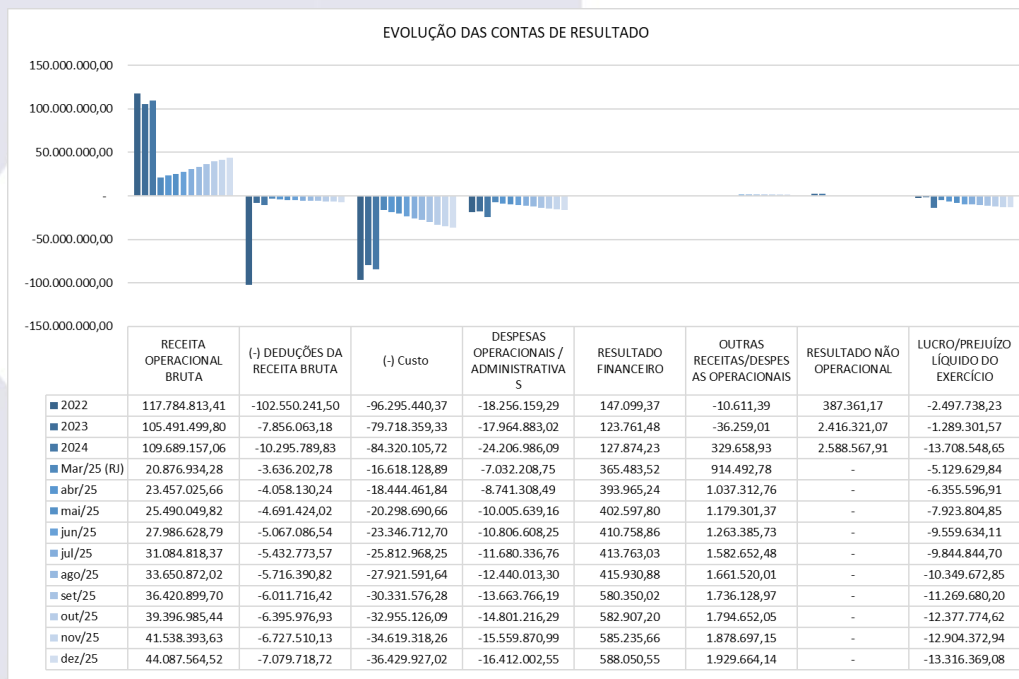 EVOLUÇÃO DAS CONTAS DE RESULTADO
150.000.000,00
100.000.000,00
50.000.000,00
-
-50.000.000,00
-100.000.000,00
-150.000.000,00
RECEITA OPERACIONAL BRUTA
(-) DEDUÇÕES DA RECEITA BRUTA
(-) Custo
DESPESAS OPERACIONAIS / ADMINISTRATIVA S
RESULTADO FINANCEIRO
OUTRAS RECEITAS/DESPES AS OPERACIONAIS
RESULTADO NÃO OPERACIONAL
LUCRO/PREJUÍZO LÍQUIDO DO EXERCÍCIO
2022 117.784.813,41 -102.550.241,50 -96.295.440,37 -18.256.159,29 147.099,37 -10.611,39 387.361,17 -2.497.738,23
2023 105.491.499,80 -7.856.063,18 -79.718.359,33 -17.964.883,02 123.761,48 -36.259,01 2.416.321,07 -1.289.301,57
2024 109.689.157,06 -10.295.789,83 -84.320.105,72 -24.206.986,09 127.874,23 329.658,93 2.588.567,91 -13.708.548,65
Mar/25 (RJ) 20.876.934,28 -3.636.202,78 -16.618.128,89 -7.032.208,75 365.483,52 914.492,78 - -5.129.629,84
abr/25 23.457.025,66 -4.058.130,24 -18.444.461,84 -8.741.308,49 393.965,24 1.037.312,76 - -6.355.596,91
mai/25 25.490.049,82 -4.691.424,02 -20.298.690,66 -10.005.639,16 402.597,80 1.179.301,37 - -7.923.804,85
jun/25 27.986.628,79 -5.067.086,54 -23.346.712,70 -10.806.608,25 410.758,86 1.263.385,73 - -9.559.634,11
jul/25 31.084.818,37 -5.432.773,57 -25.812.968,25 -11.680.336,76 413.763,03 1.582.652,48 - -9.844.844,70
ago/25 33.650.872,02 -5.716.390,82 -27.921.591,64 -12.440.013,30 415.930,88 1.661.520,01 - -10.349.672,85
set/25 36.420.899,70 -6.011.716,42 -30.331.576,28 -13.663.766,19 580.350,02 1.736.128,97 - -11.269.680,20
out/25 39.396.985,44 -6.395.976,93 -32.955.126,09 -14.801.216,29 582.907,20 1.794.652,05 - -12.377.774,62
nov/25 41.538.393,63 -6.727.510,13 -34.619.318,26 -15.559.870,99 585.235,66 1.878.697,15 - -12.904.372,94
dez/25 44.087.564,52 -7.079.718,72 -36.429.927,02 -16.412.002,55 588.050,55 1.929.664,14 - -13.316.369,08